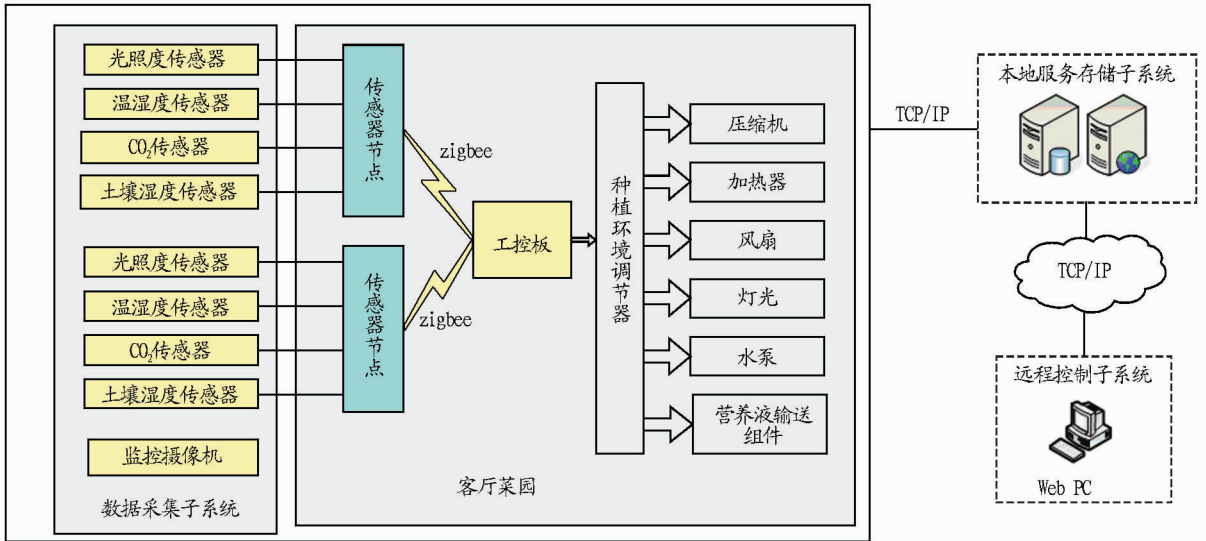 光照度传感器
温湿度传感器
CO₂传感器
土壤湿度传感器
光照度传感器
温湿度传感器
CO₂传感器
土壤湿度传感器
监控摄像机
数据采集子系统
传感器节点
传感器节点
zigbee
zigbee
工控板
种植环境调节器
压缩机
加热器
风扇
灯光
水泵
营养液输送
组件
客厅菜园
TCP/IP
本地服务存储子系统
TCP/IP
远程控制子系统
Web PC